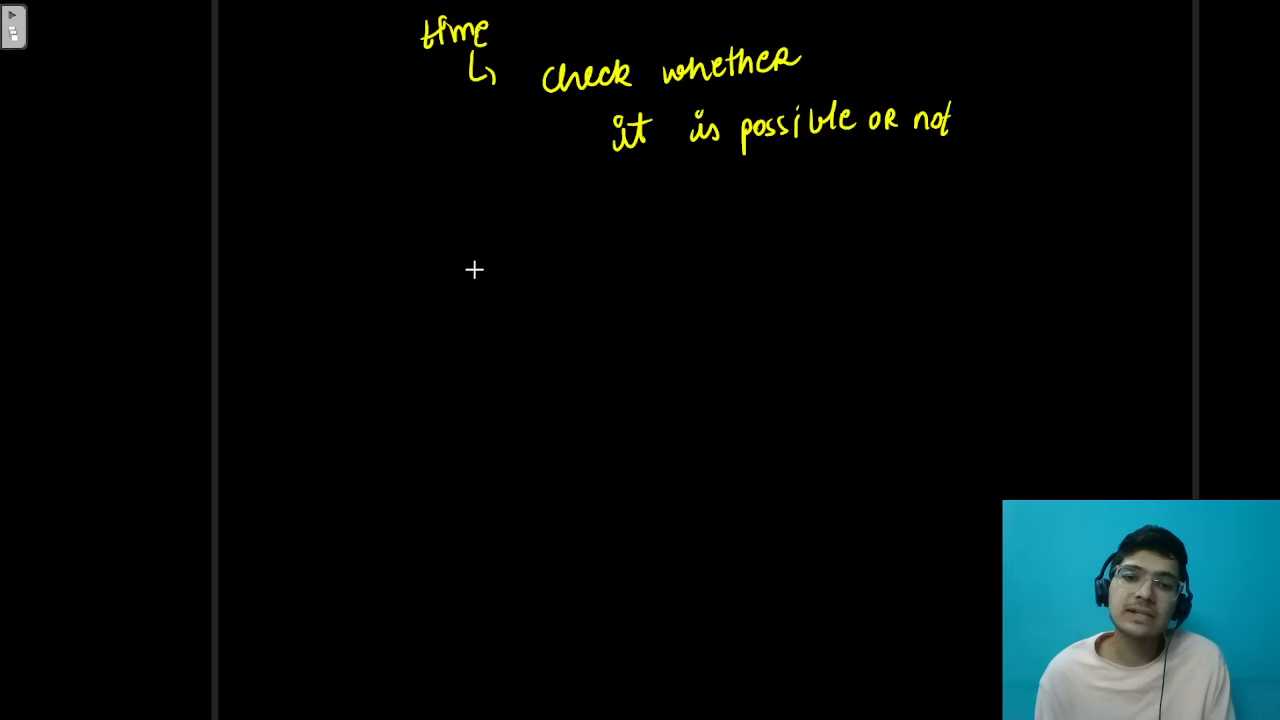 time
↳ check whether
it is possible OR not